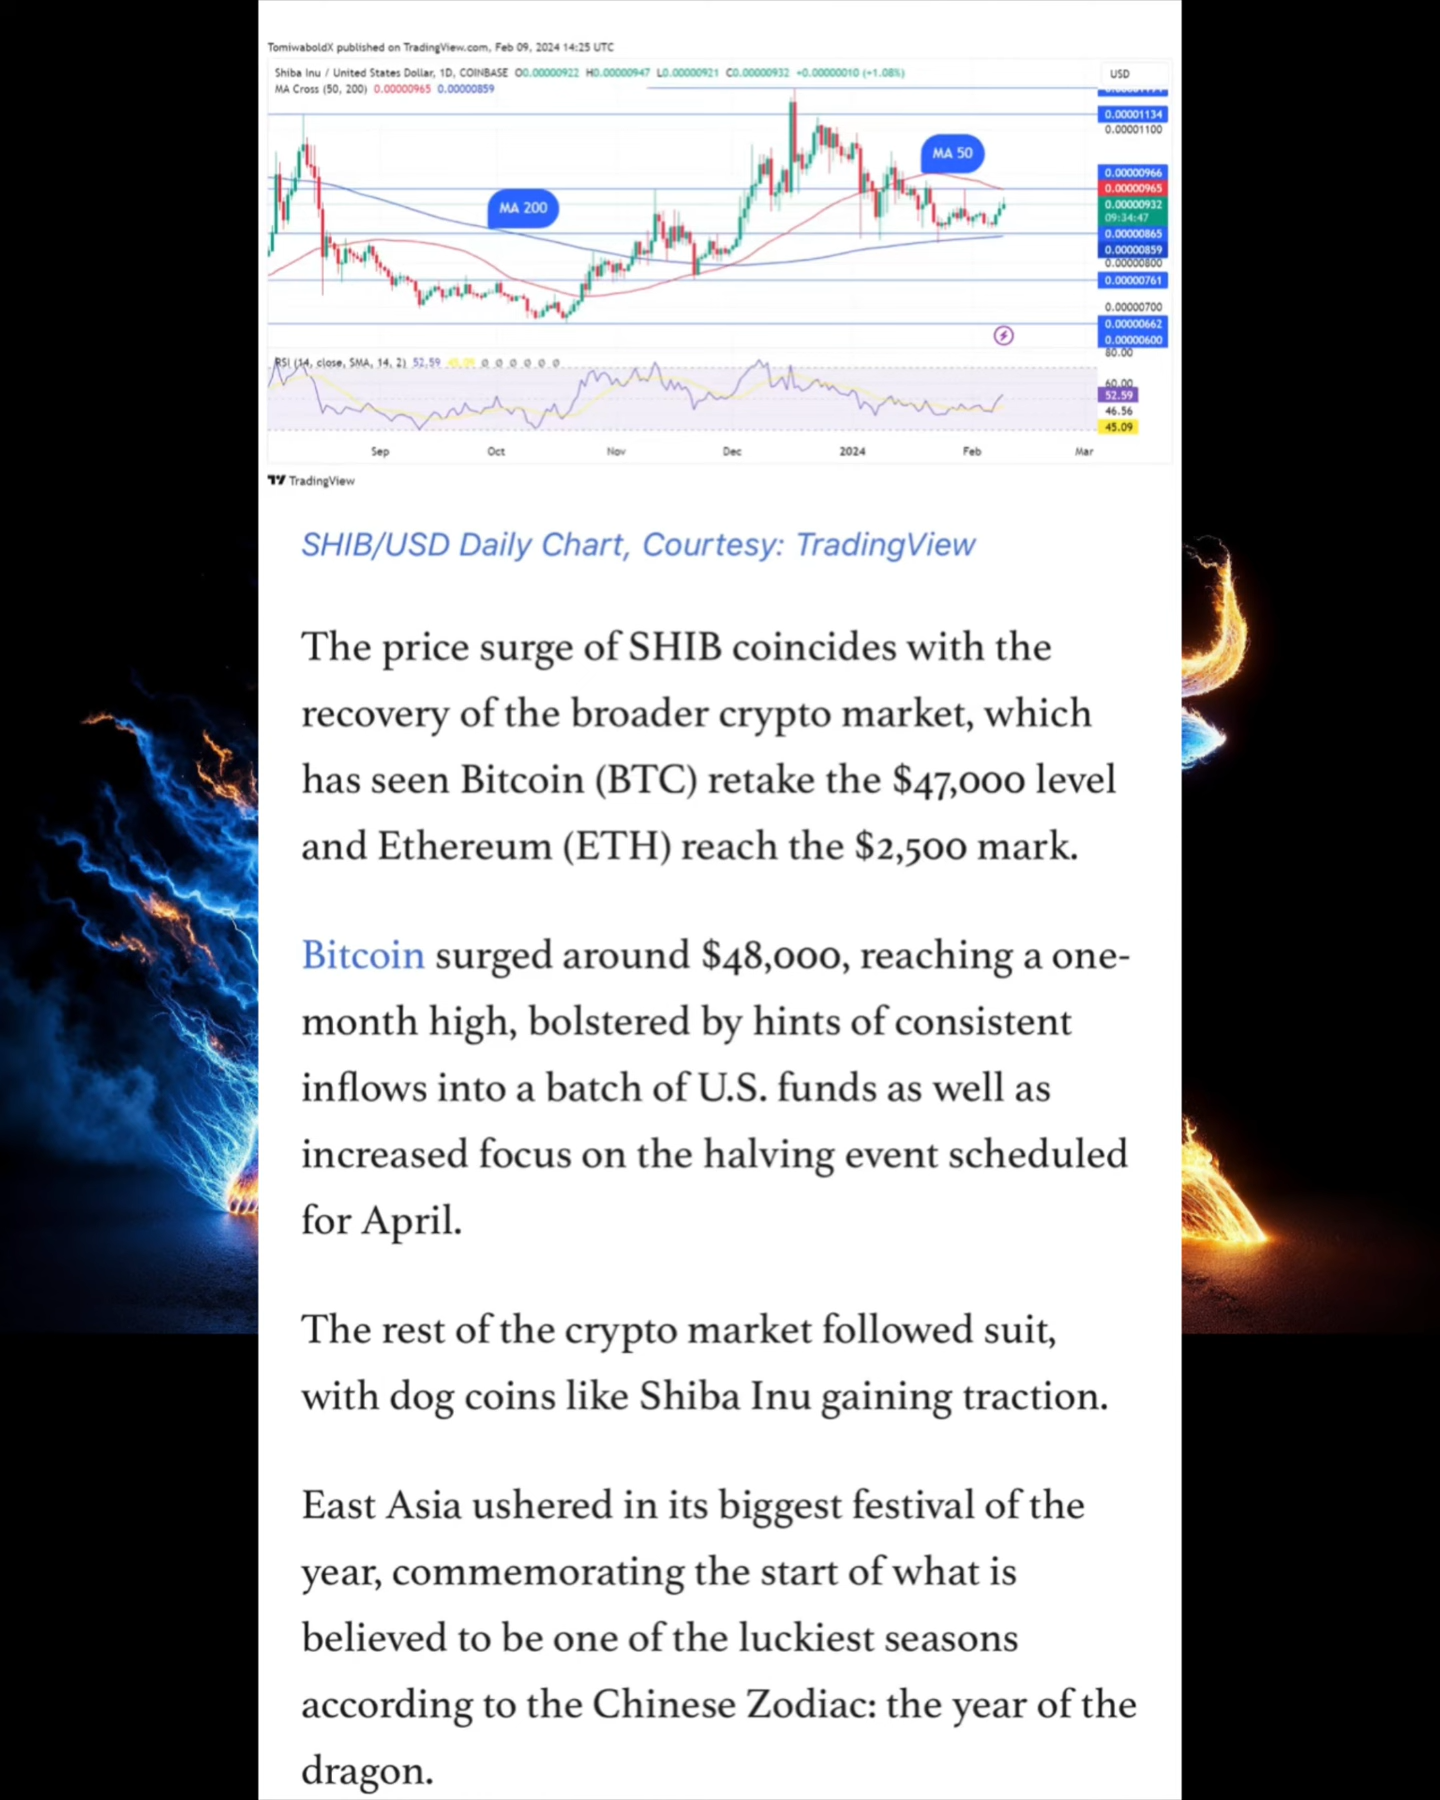 TomiwaboldX published on TradingView.com, Feb 09, 2024 14:25 UTC
Shiba Inu / United States Dollar, 1D, COINBASE O0.00000922 H0.00000947 L0.00000921 C0.00000932 +0.00000010 (+1.08%)
USD
MA Cross (50, 200) 0.00000965 0.00000859
0.00001134
0.00001100
MA 50
0.00000966
0.00000965
MA 200
0.00000932
09:34:47
0.00000865
0.00000859
0.00000800
0.00000761
0.00000700
0.00000662
0.00000600
80.00
RSI (14, close, SMA, 14, 2) 52.59 45.09 0 0 0 0 0 0
60.00
52.59
46.56
45.09
Sep Oct Nov Dec 2024 Feb Mar
TradingView
SHIB/USD Daily Chart, Courtesy: TradingView
The price surge of SHIB coincides with the
recovery of the broader crypto market, which
has seen Bitcoin (BTC) retake the $47,000 level
and Ethereum (ETH) reach the $2,500 mark.
Bitcoin surged around $48,000, reaching a one-
month high, bolstered by hints of consistent
inflows into a batch of U.S. funds as well as
increased focus on the halving event scheduled
for April.
The rest of the crypto market followed suit,
with dog coins like Shiba Inu gaining traction.
East Asia ushered in its biggest festival of the
year, commemorating the start of what is
believed to be one of the luckiest seasons
according to the Chinese Zodiac: the year of the
dragon.